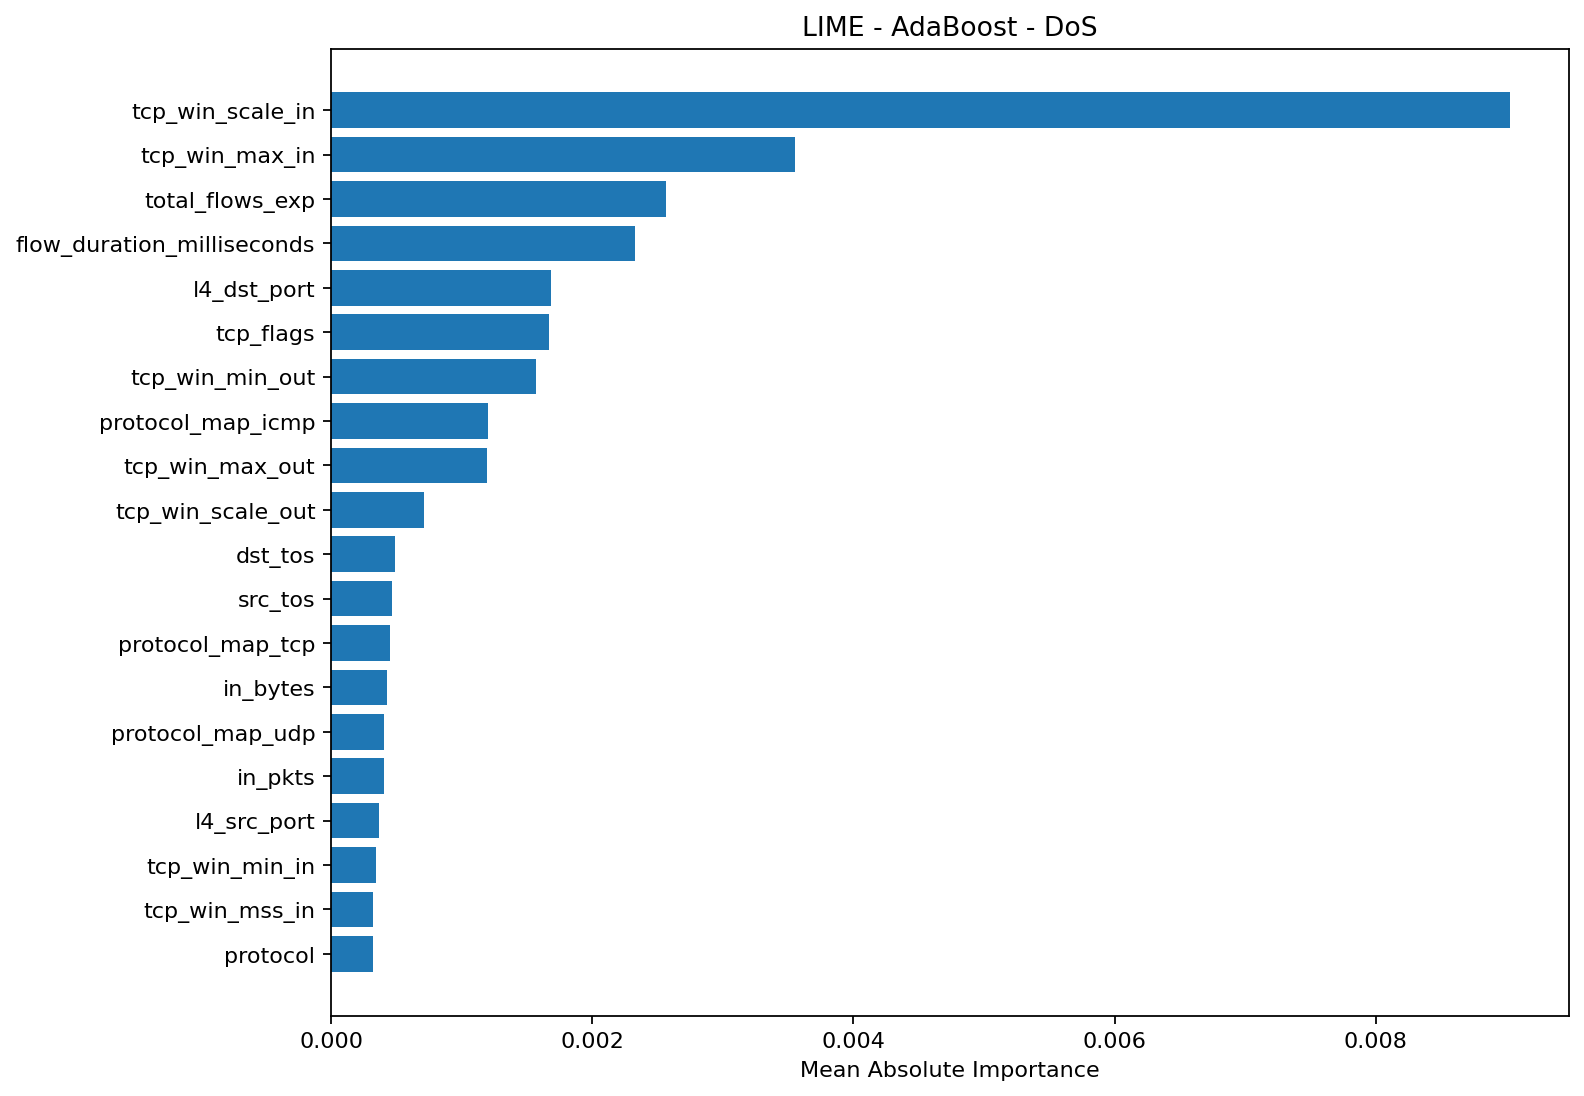 LIME - AdaBoost - DoS
tcp_win_scale_in
tcp_win_max_in
total_flows_exp
flow_duration_milliseconds
l4_dst_port
tcp_flags
tcp_win_min_out
protocol_map_icmp
tcp_win_max_out
tcp_win_scale_out
dst_tos
src_tos
protocol_map_tcp
in_bytes
protocol_map_udp
in_pkts
l4_src_port
tcp_win_min_in
tcp_win_mss_in
protocol
0.000 0.002 0.004 0.006 0.008
Mean Absolute Importance